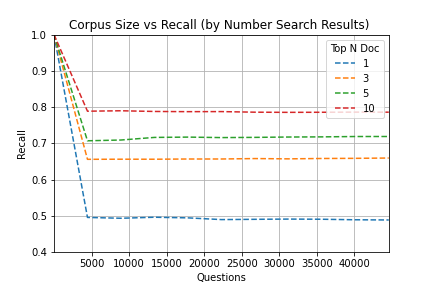 Corpus Size vs Recall (by Number Search Results)
1.0
0.9
0.8
0.7
0.6
0.5
0.4
Recall
Top N Doc
1
3
5
10
5000 10000 15000 20000 25000 30000 35000 40000
Questions